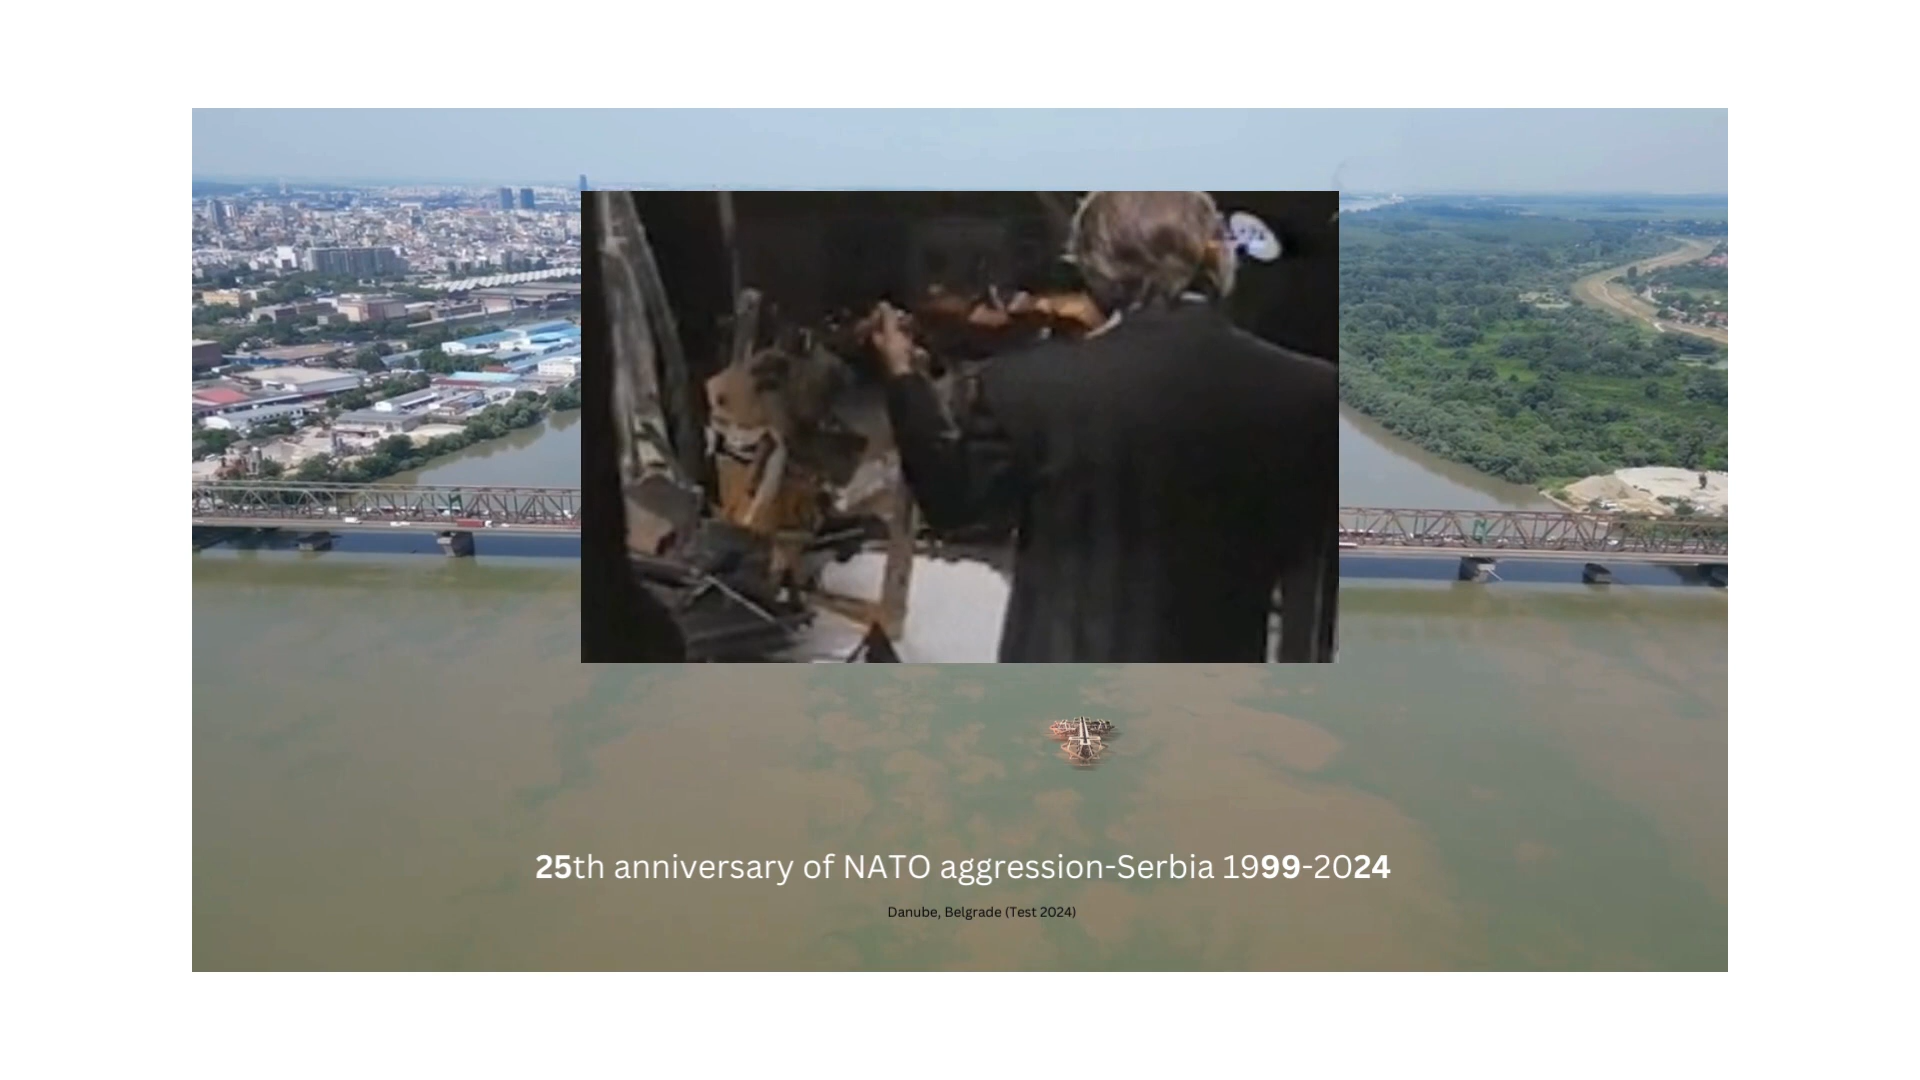 25th anniversary of NATO aggression-Serbia 1999-2024
Danube, Belgrade (Test 2024)